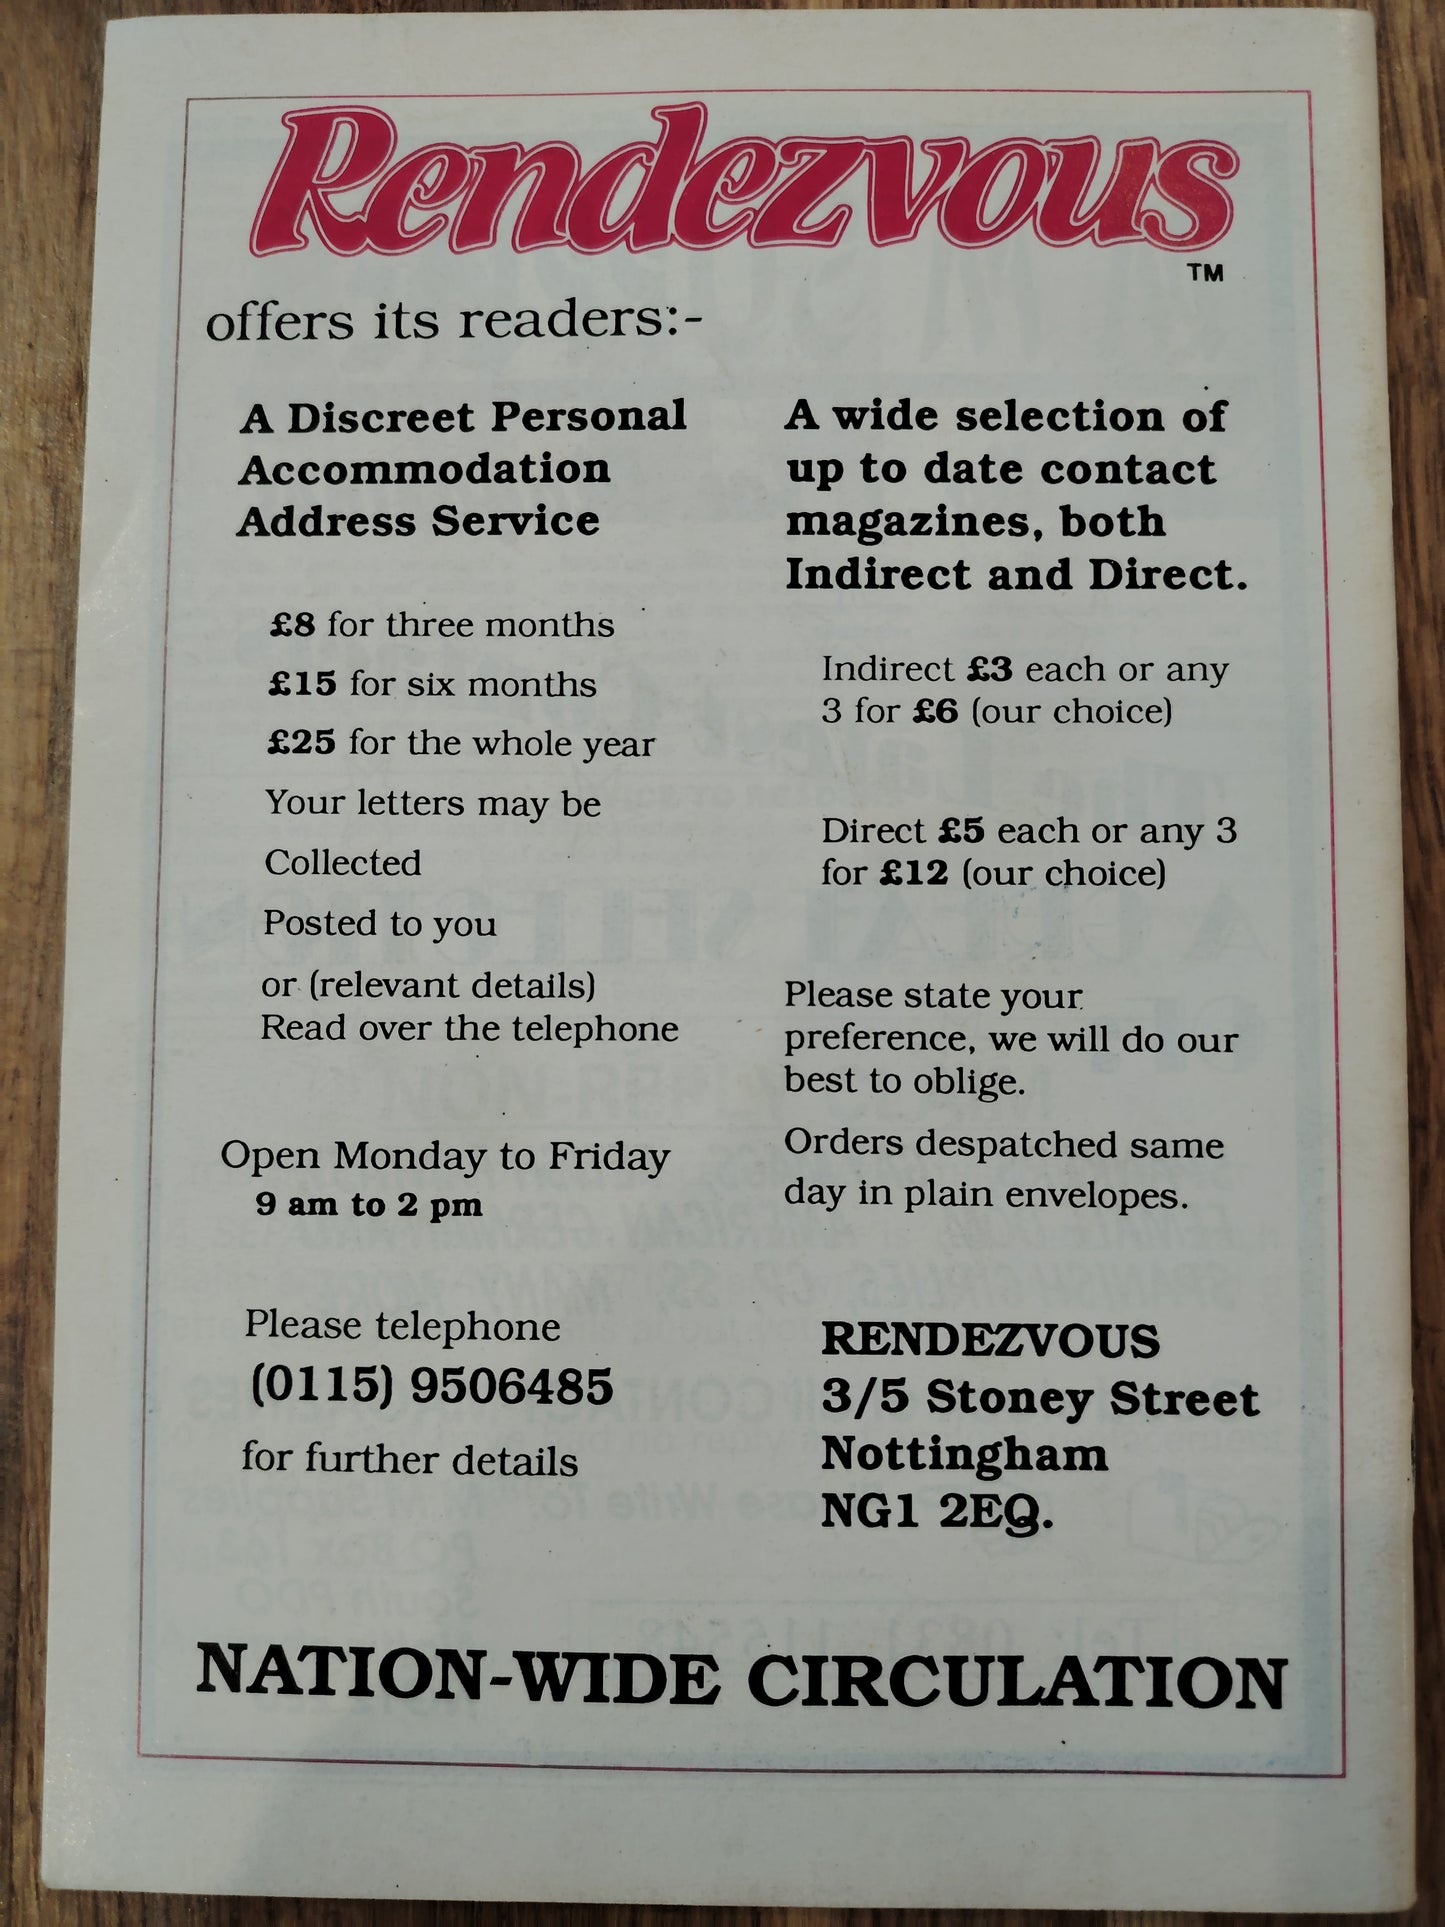 Rendezvous
TM
offers its readers:-
A Discreet Personal
Accommodation
Address Service
£8 for three months
£15 for six months
£25 for the whole year
Your letters may be
Collected
Posted to you
or (relevant details)
Read over the telephone
Open Monday to Friday
9 am to 2 pm
Please telephone
(0115) 9506485
for further details
A wide selection of
up to date contact
magazines, both
Indirect and Direct.
Indirect £3 each or any
3 for £6 (our choice)
Direct £5 each or any 3
for £12 (our choice)
Please state your
preference, we will do our
best to oblige.
Orders despatched same
day in plain envelopes.
RENDEZVOUS
3/5 Stoney Street
Nottingham
NG1 2EQ.
NATION-WIDE CIRCULATION